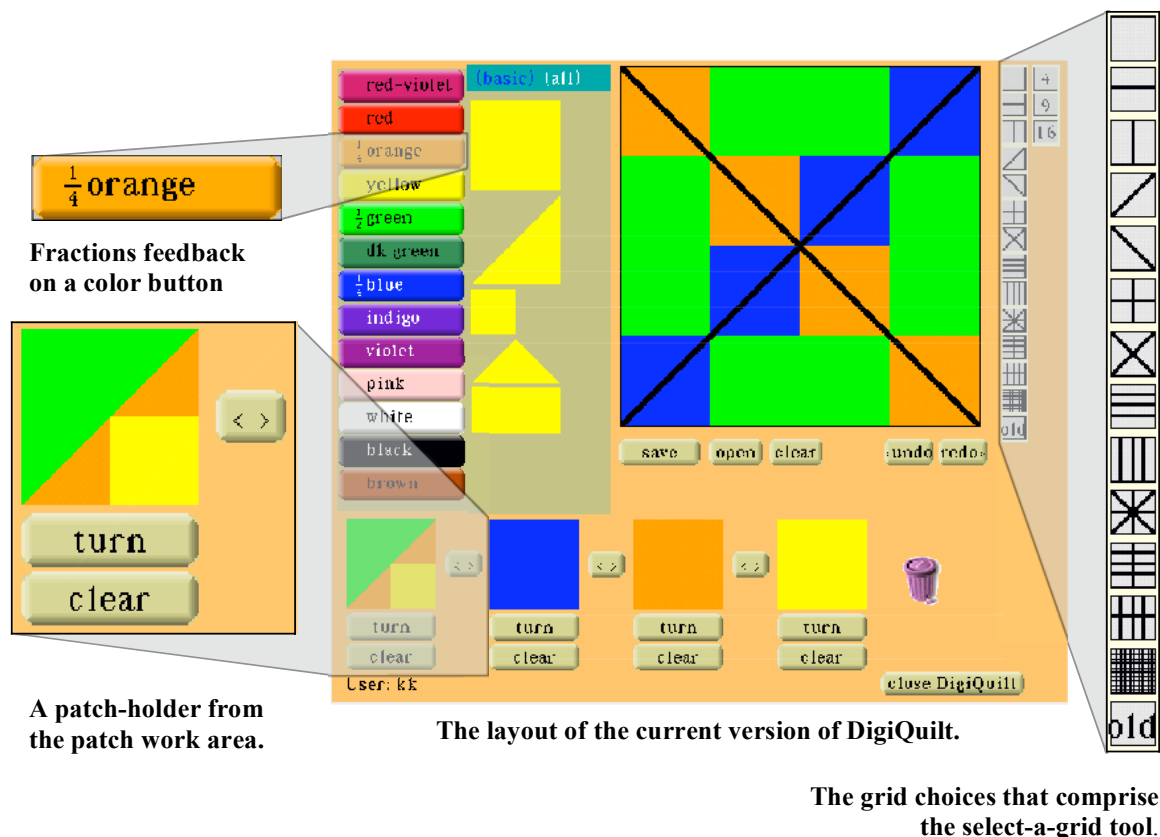 red-violet
red
1/4 orange
yellow
1/2 green
dk green
1/4 blue
indigo
violet
pink
white
black
brown
(basic) (all)
4
9
16
old
save
open
clear
<undo
redo>
< >
< >
< >
turn
turn
turn
turn
clear
clear
clear
clear
User: kk
close DigiQuilt
1/4 orange
Fractions feedback
on a color button
< >
turn
clear
A patch-holder from
the patch work area.
The layout of the current version of DigiQuilt.
old
The grid choices that comprise
the select-a-grid tool.